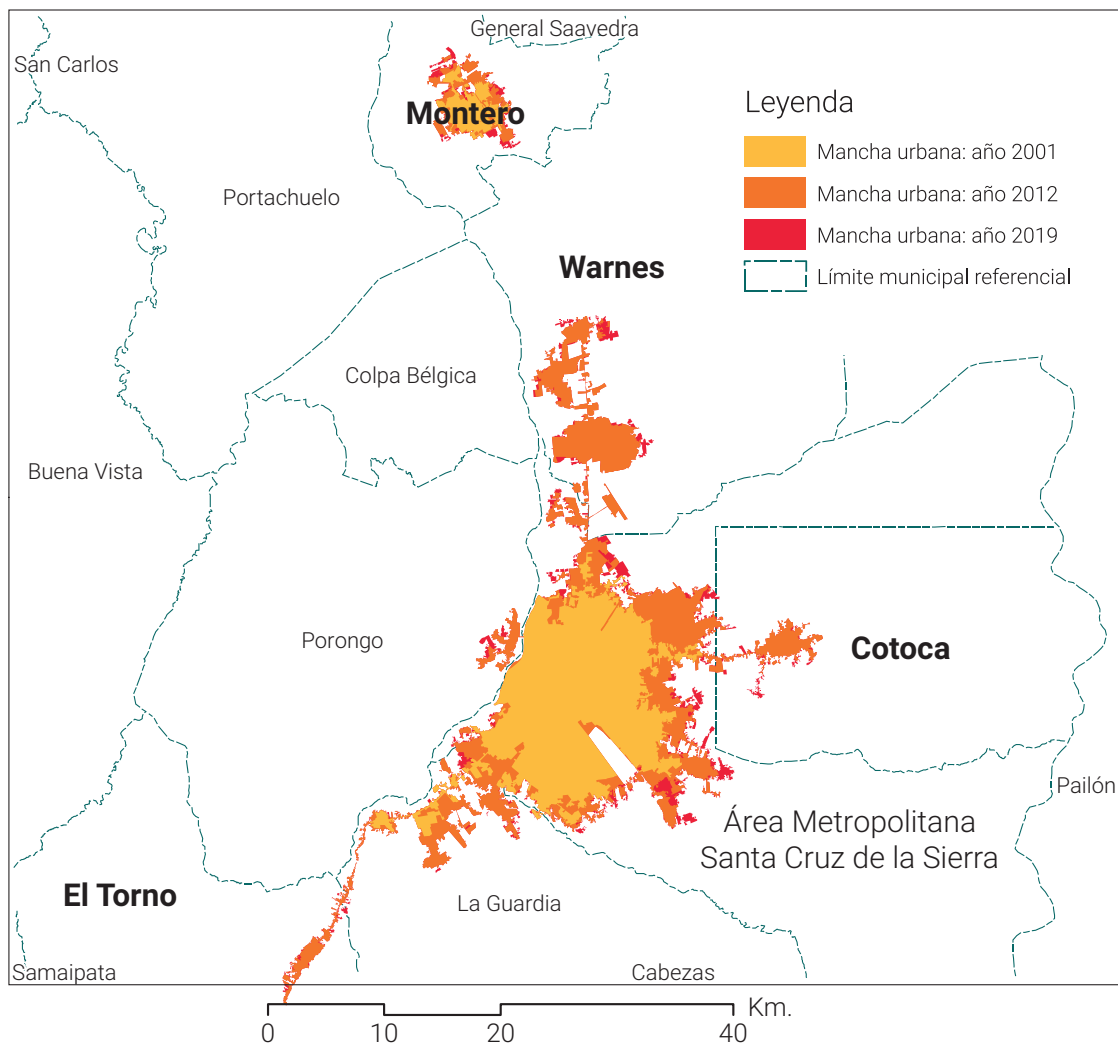 General Saavedra
San Carlos
Montero
Leyenda
Mancha urbana: año 2001
Mancha urbana: año 2012
Mancha urbana: año 2019
Límite municipal referencial
Portachuelo
Warnes
Colpa Bélgica
Buena Vista
Porongo
Cotoca
Pailón
Área Metropolitana
Santa Cruz de la Sierra
El Torno
La Guardia
Samaipata
Cabezas
Km.
0 10 20 40